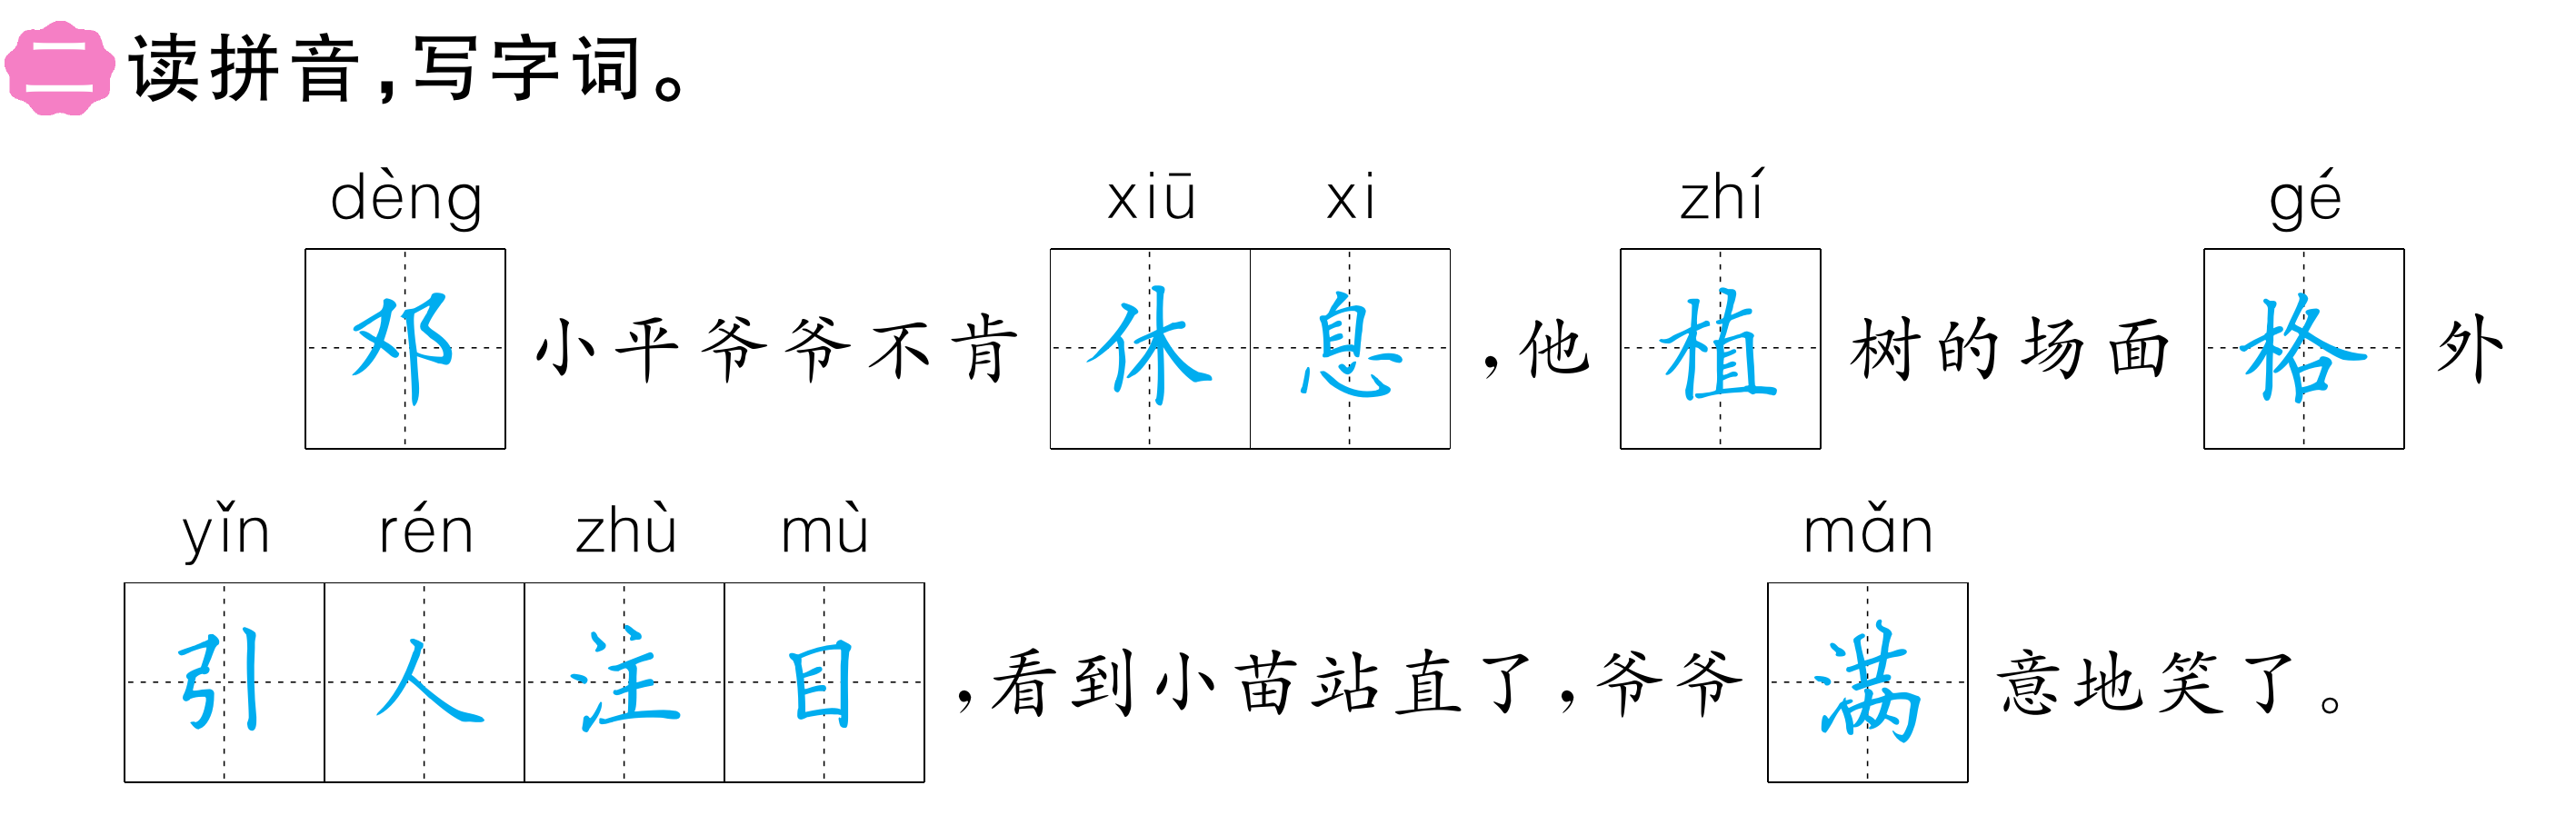 二 读拼音，写字词。
dèng xiū xi zhí gé
邓小平爷爷不肯休息，他植树的场面格外
yǐn rén zhù mù mǎn
引人注目，看到小苗站直了，爷爷满意地笑了。